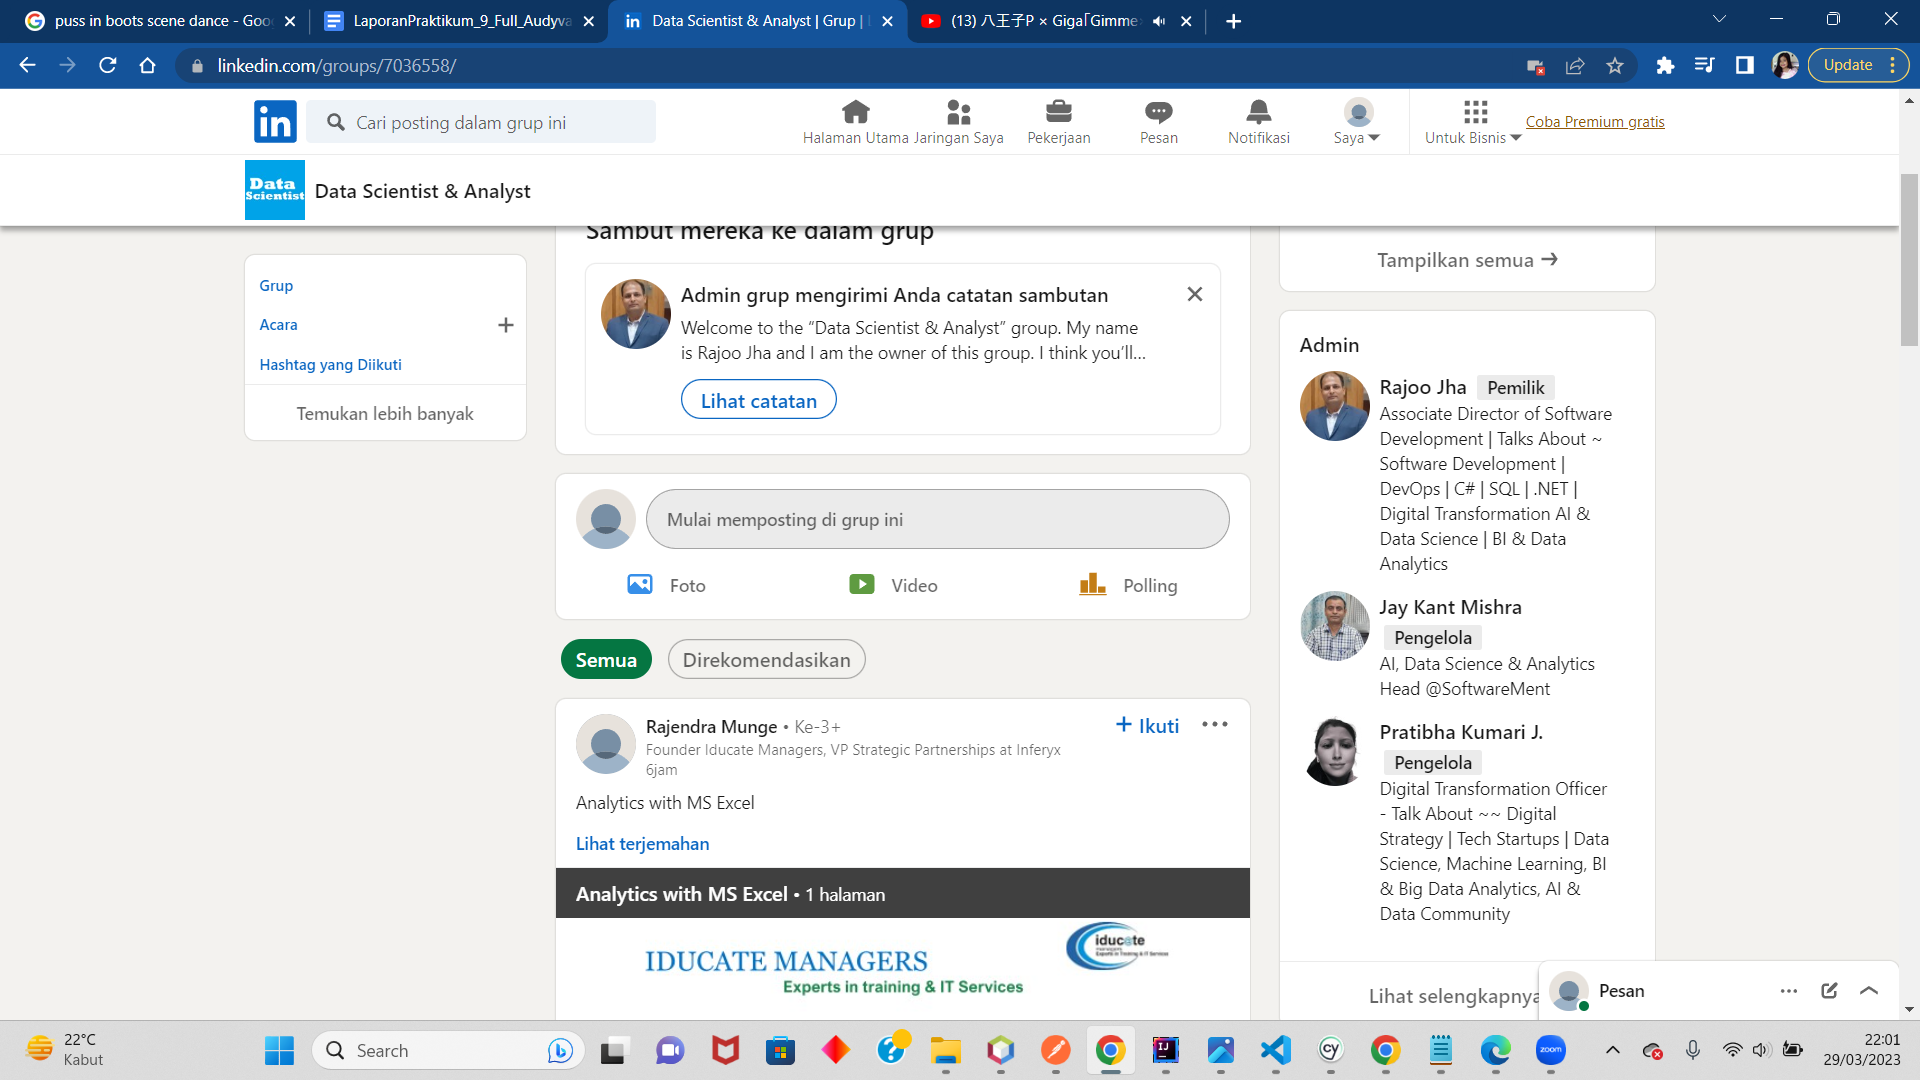 puss in boots scene dance - Goo
LaporanPraktikum_9_Full_Audyva
Data Scientist & Analyst | Grup |
(13) 八王子P × Giga「Gimme×
linkedin.com/groups/7036558/
Update
Cari posting dalam grup ini
Halaman Utama
Jaringan Saya
Pekerjaan
Pesan
Notifikasi
Saya
Untuk Bisnis
Coba Premium gratis
Data Scientist
Data Scientist & Analyst
Grup
Acara
Hashtag yang Diikuti
Temukan lebih banyak
Sambut mereka ke dalam grup
Admin grup mengirimi Anda catatan sambutan
Welcome to the “Data Scientist & Analyst” group. My name
is Rajoo Jha and I am the owner of this group. I think you’ll...
Lihat catatan
Mulai memposting di grup ini
Foto
Video
Polling
Semua
Direkomendasikan
Rajendra Munge • Ke-3+
+ Ikuti
Founder Iducate Managers, VP Strategic Partnerships at Inferyx
6jam
Analytics with MS Excel
Lihat terjemahan
Analytics with MS Excel • 1 halaman
iducate
IDUCATE MANAGERS
Experts in training & IT Services
Tampilkan semua →
Admin
Rajoo Jha Pemilik
Associate Director of Software
Development | Talks About ~
Software Development |
DevOps | C# | SQL | .NET |
Digital Transformation AI &
Data Science | BI & Data
Analytics
Jay Kant Mishra
Pengelola
AI, Data Science & Analytics
Head @SoftwareMent
Pratibha Kumari J.
Pengelola
Digital Transformation Officer
- Talk About ~~ Digital
Strategy | Tech Startups | Data
Science, Machine Learning, BI
& Big Data Analytics, AI &
Data Community
Lihat selengkapnya
Pesan
22°C
Kabut
Search
zoom
22:01
29/03/2023